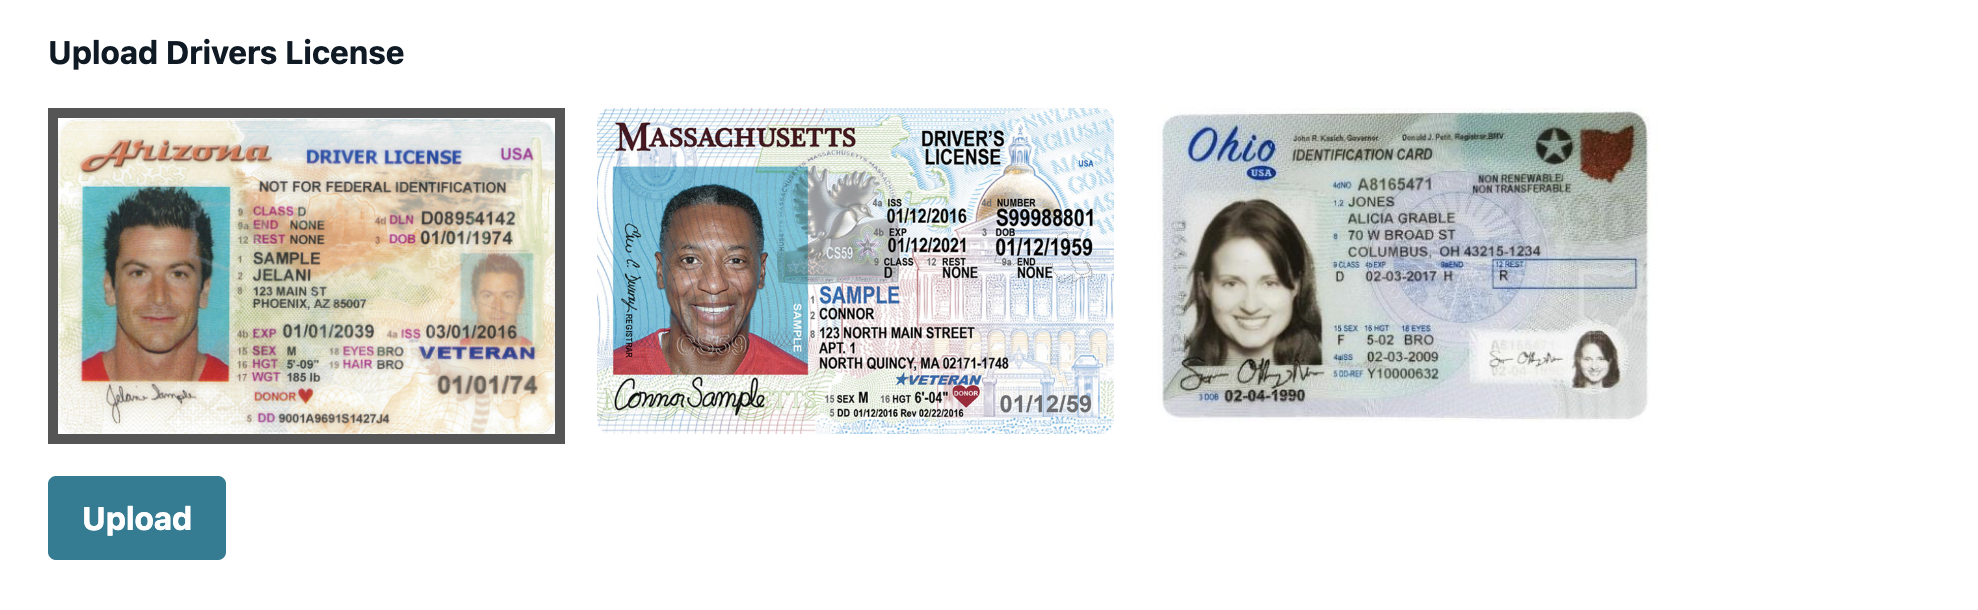 Upload Drivers License
Arizona DRIVER LICENSE USA
NOT FOR FEDERAL IDENTIFICATION
9 CLASS D
9a END NONE
12 REST NONE
4d DLN D08954142
3 DOB 01/01/1974
1 SAMPLE
2 JELANI
8 123 MAIN ST
PHOENIX, AZ 85007
4b EXP 01/01/2039 4a ISS 03/01/2016
15 SEX M 18 EYES BRO
16 HGT 5'-09" 19 HAIR BRO
17 WGT 185 lb
VETERAN
01/01/74
DONOR
5 DD 9001A9691S1427J4
Jelani Sample
MASSACHUSETTS
DRIVER'S
LICENSE
USA
4a ISS
01/12/2016
4d NUMBER
S99988801
4b EXP
01/12/2021
3 DOB
01/12/1959
9 CLASS
D
12 REST
NONE
9a END
NONE
CS59
1 SAMPLE
2 CONNOR
8 123 NORTH MAIN STREET
APT. 1
NORTH QUINCY, MA 02171-1748
VETERAN
15 SEX M 16 HGT 6'-04" DONOR
5 DD 01/12/2016 Rev 02/22/2016
01/12/59
REGISTRAR
SAMPLE
Connor Sample
Ohio
USA
John R. Kasich, Governor
Donald J. Petit, Registrar BMV
IDENTIFICATION CARD
4dNO A8165471
NON RENEWABLE/
NON TRANSFERABLE
1,2 JONES
ALICIA GRABLE
8 70 W BROAD ST
COLUMBUS, OH 43215-1234
9 CLASS 4b EXP 9a END 12 REST
D 02-03-2017 H R
15 SEX 16 HGT 18 EYES
F 5-02 BRO
4aISS 02-03-2009
5 DD-REF Y10000632
3 DOB 02-04-1990
Upload